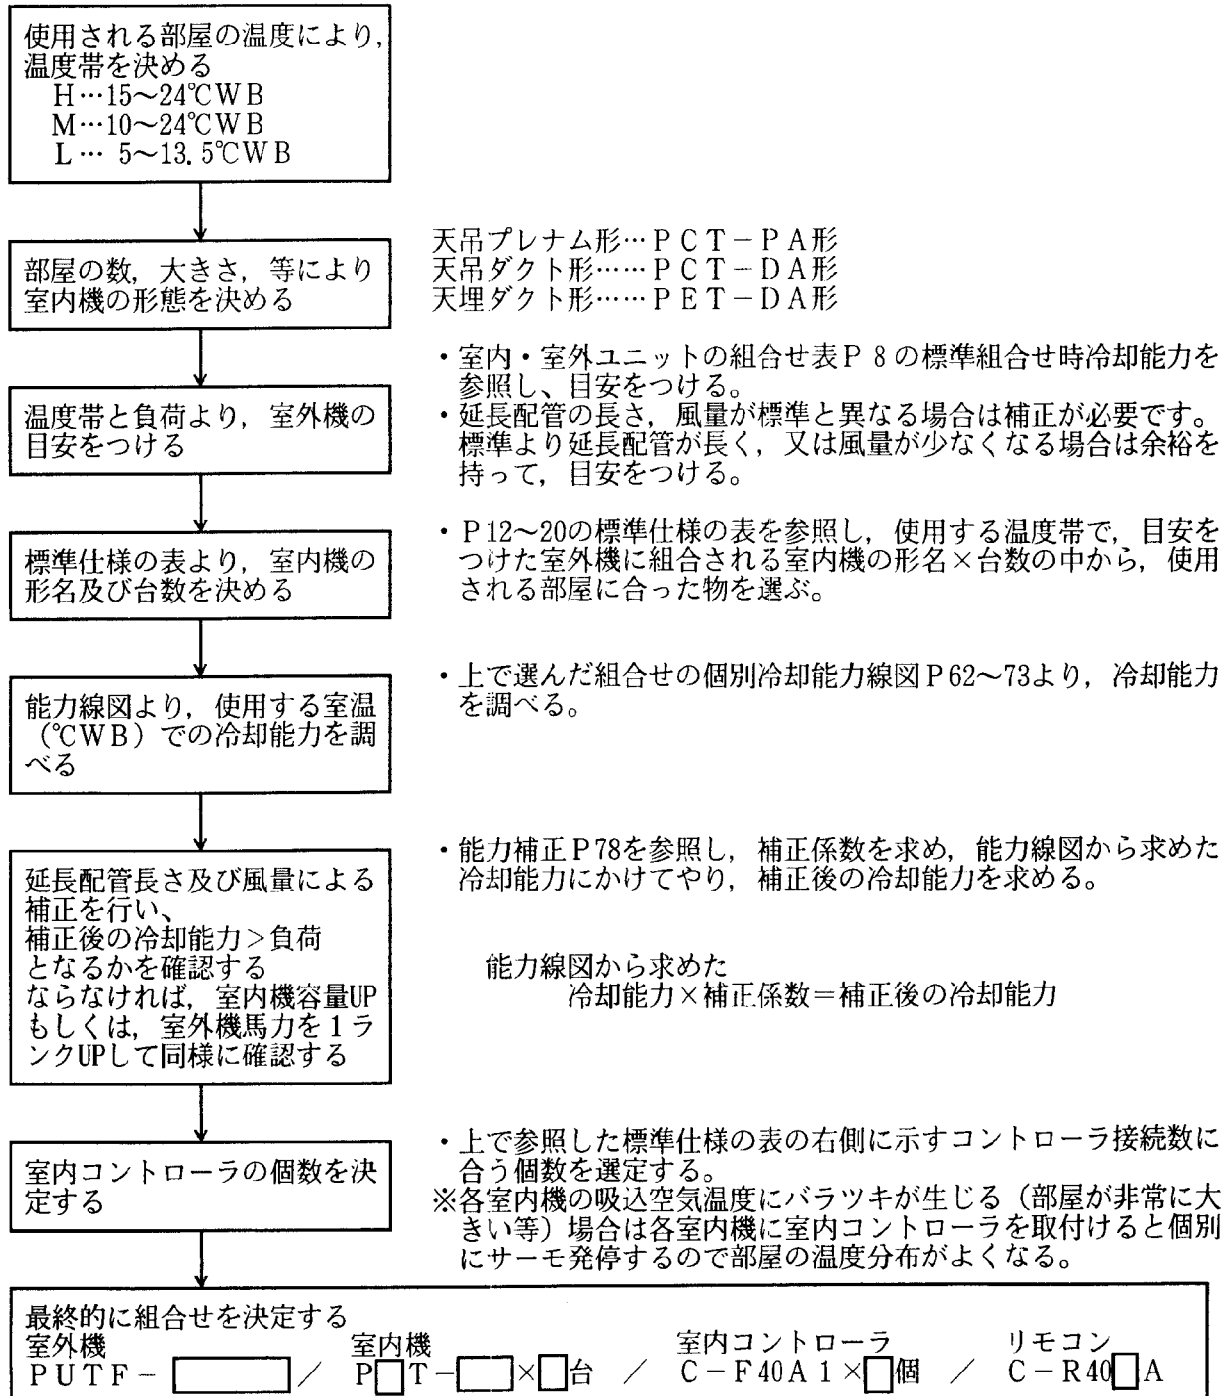 使用される部屋の温度により,
温度帯を決める
H…15~24℃WB
M…10~24℃WB
L… 5~13.5℃WB
部屋の数, 大きさ, 等により
室内機の形態を決める
天吊プレナム形…PCT-PA形
天吊ダクト形……PCT-DA形
天埋ダクト形……PET-DA形
温度帯と負荷より, 室外機の
目安をつける
・室内・室外ユニットの組合せ表P8の標準組合せ時冷却能力を
参照し、目安をつける。
・延長配管の長さ, 風量が標準と異なる場合は補正が必要です。
標準より延長配管が長く, 又は風量が少なくなる場合は余裕を
持って, 目安をつける。
標準仕様の表より, 室内機の
形名及び台数を決める
・P12~20の標準仕様の表を参照し, 使用する温度帯で, 目安を
つけた室外機に組合される室内機の形名×台数の中から, 使用
される部屋に合った物を選ぶ。
能力線図より, 使用する室温
(℃WB)での冷却能力を調
べる
・上で選んだ組合せの個別冷却能力線図P62~73より, 冷却能力
を調べる。
延長配管長さ及び風量による
補正を行い、
補正後の冷却能力>負荷
となるかを確認する
ならなければ, 室内機容量UP
もしくは, 室外機馬力を1ラ
ンクUPして同様に確認する
・能力補正P78を参照し, 補正係数を求め, 能力線図から求めた
冷却能力にかけてやり, 補正後の冷却能力を求める。
能力線図から求めた
冷却能力×補正係数=補正後の冷却能力
室内コントローラの個数を決
定する
・上で参照した標準仕様の表の右側に示すコントローラ接続数に
合う個数を選定する。
※各室内機の吸込空気温度にバラツキが生じる(部屋が非常に大
きい等)場合は各室内機に室内コントローラを取付けると個別
にサーモ発停するので部屋の温度分布がよくなる。
最終的に組合せを決定する
室外機 室内機 室内コントローラ リモコン
PUTF-□/ P□T-□×□台 / C-F40A1×□個 / C-R40□A